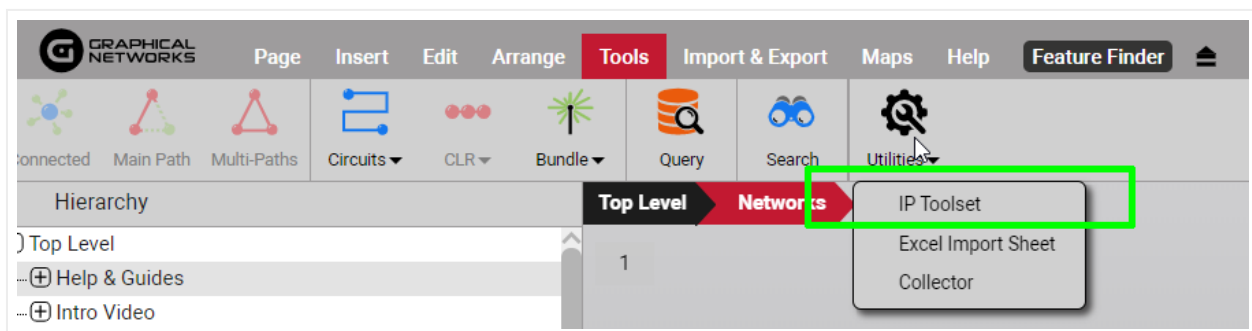 GRAPHICAL
NETWORKS
Page Insert Edit Arrange Tools Import & Export Maps Help Feature Finder
Connected Main Path Multi-Paths Circuits CLR Bundle Query Search Utilities
Hierarchy
Top Level Networks
IP Toolset
Top Level
1
Excel Import Sheet
Help & Guides
Collector
Intro Video